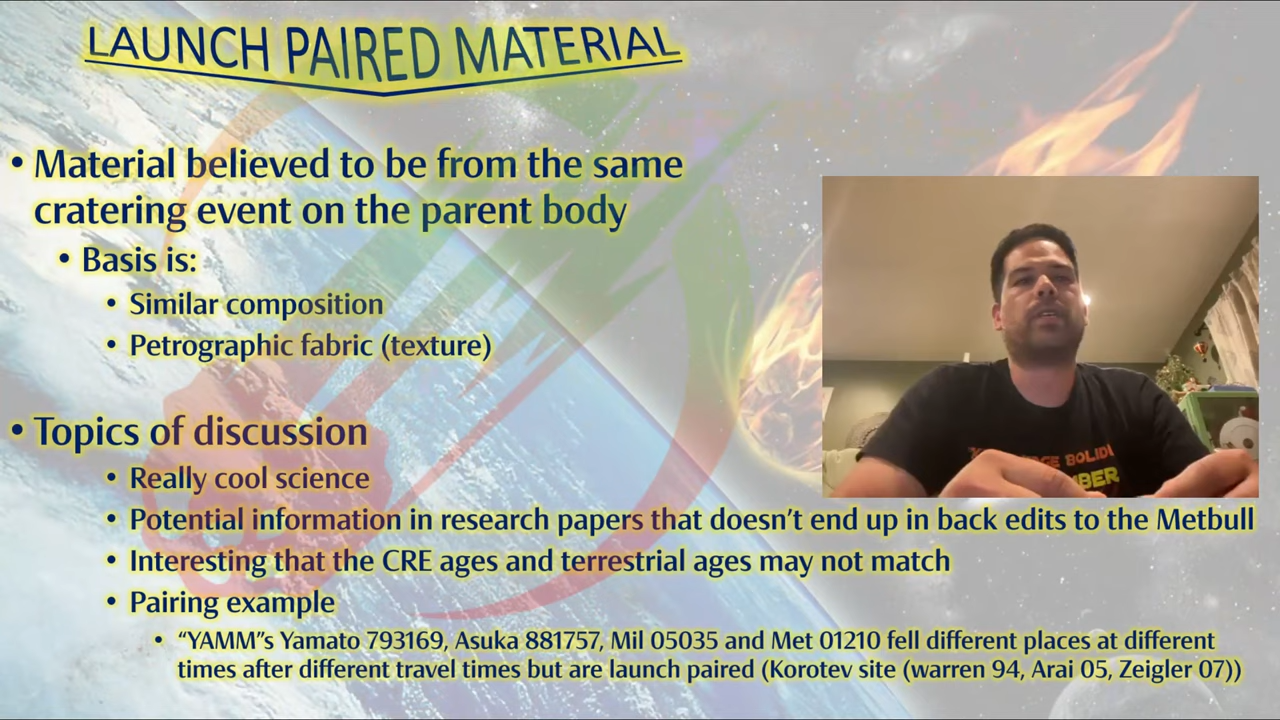 LAUNCH PAIRED MATERIAL
• Material believed to be from the same
cratering event on the parent body
• Basis is:
• Similar composition
• Petrographic fabric (texture)
• Topics of discussion
• Really cool science
• Potential information in research papers that doesn't end up in back edits to the Metbull
• Interesting that the CRE ages and terrestrial ages may not match
• Pairing example
• “YAMM”s Yamato 793169, Asuka 881757, Mil 05035 and Met 01210 fell different places at different
times after different travel times but are launch paired (Korotev site (warren 94, Arai 05, Zeigler 07))
BOLID